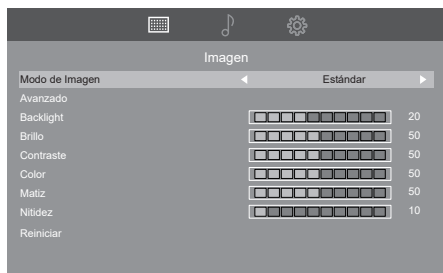 Imagen
Modo de Imagen Estándar
Avanzado
Backlight 20
Brillo 50
Contraste 50
Color 50
Matiz 50
Nitidez 10
Reiniciar